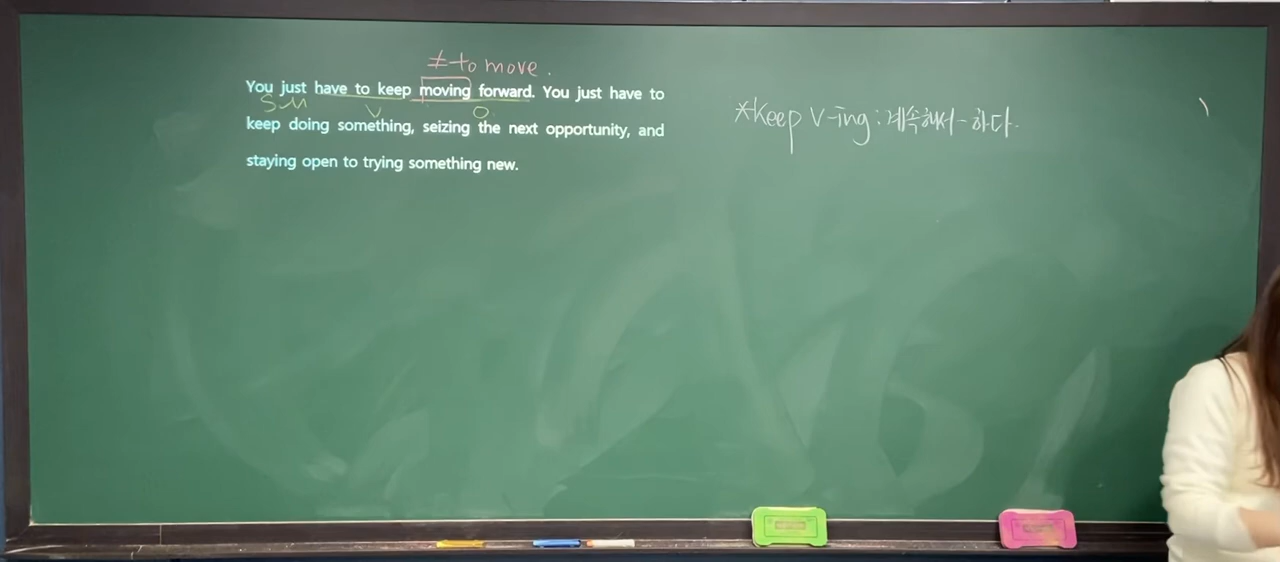 ≠to move.
You just have to keep moving forward. You just have to
S M V O
keep doing something, seizing the next opportunity, and
staying open to trying something new.
*keep V-ing : 계속해서 -하다.